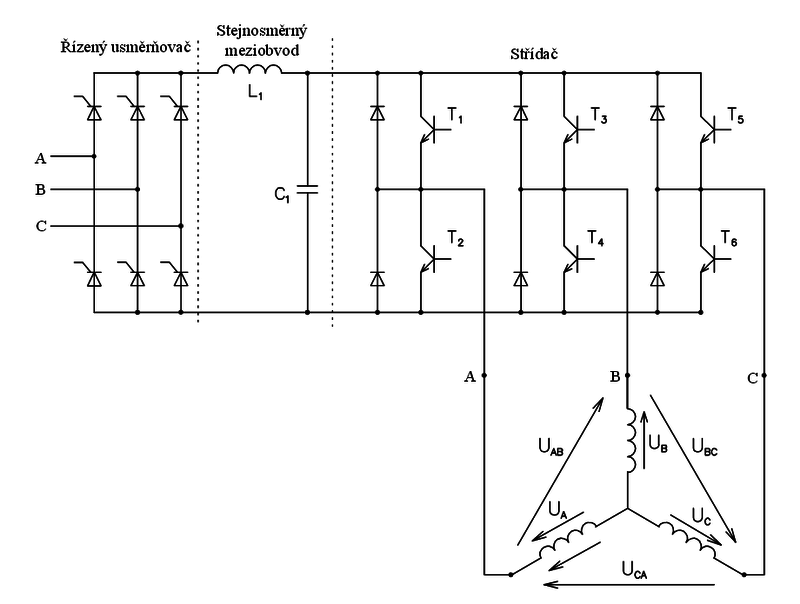 Řízený usměrňovač
Stejnosměrný
meziobvod
Střídač
L1
C1
T1
T3
T5
T2
T4
T6
A
B
C
A
B
C
UAB
UB
UBC
UA
UC
UCA